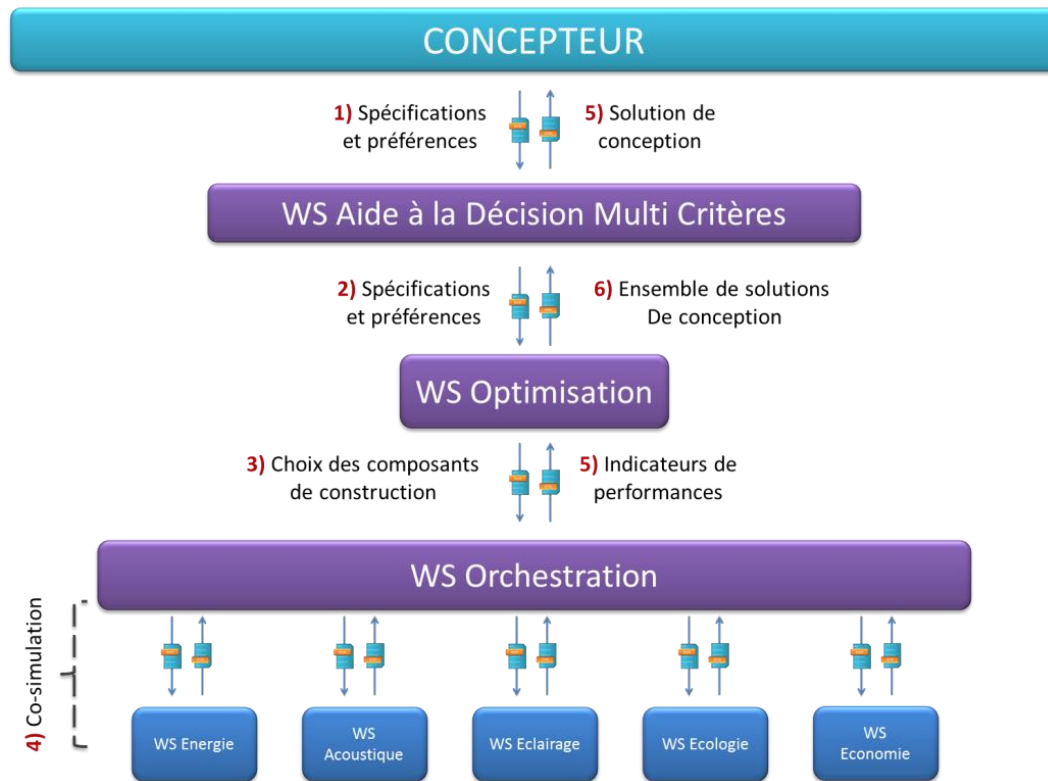 CONCEPTEUR
1) Spécifications
et préférences
5) Solution de
conception
WS Aide à la Décision Multi Critères
2) Spécifications
et préférences
6) Ensemble de solutions
De conception
WS Optimisation
3) Choix des composants
de construction
5) Indicateurs de
performances
WS Orchestration
4) Co-simulation
WS Energie
WS
Acoustique
WS Eclairage
WS Ecologie
WS
Economie